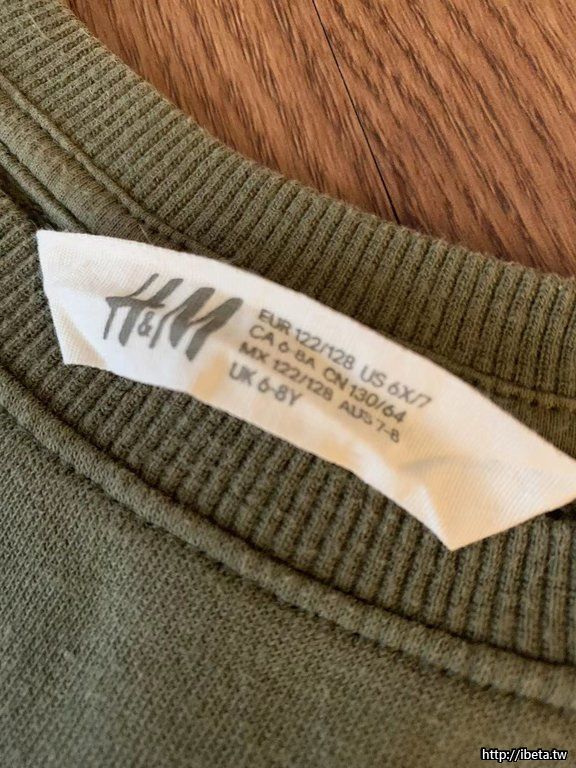 H&M
EUR 122/128 US 6X/7
CA 6-8A CN 130/64
MX 122/128 AUS 7-8
UK 6-8Y
http://ibeta.tw